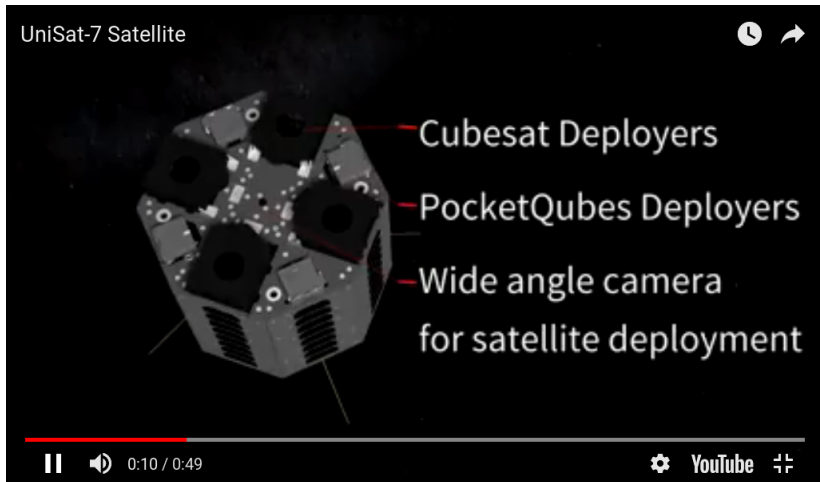 UniSat-7 Satellite
Cubesat Deployers
PocketQubes Deployers
Wide angle camera
for satellite deployment
0:10 / 0:49
YouTube